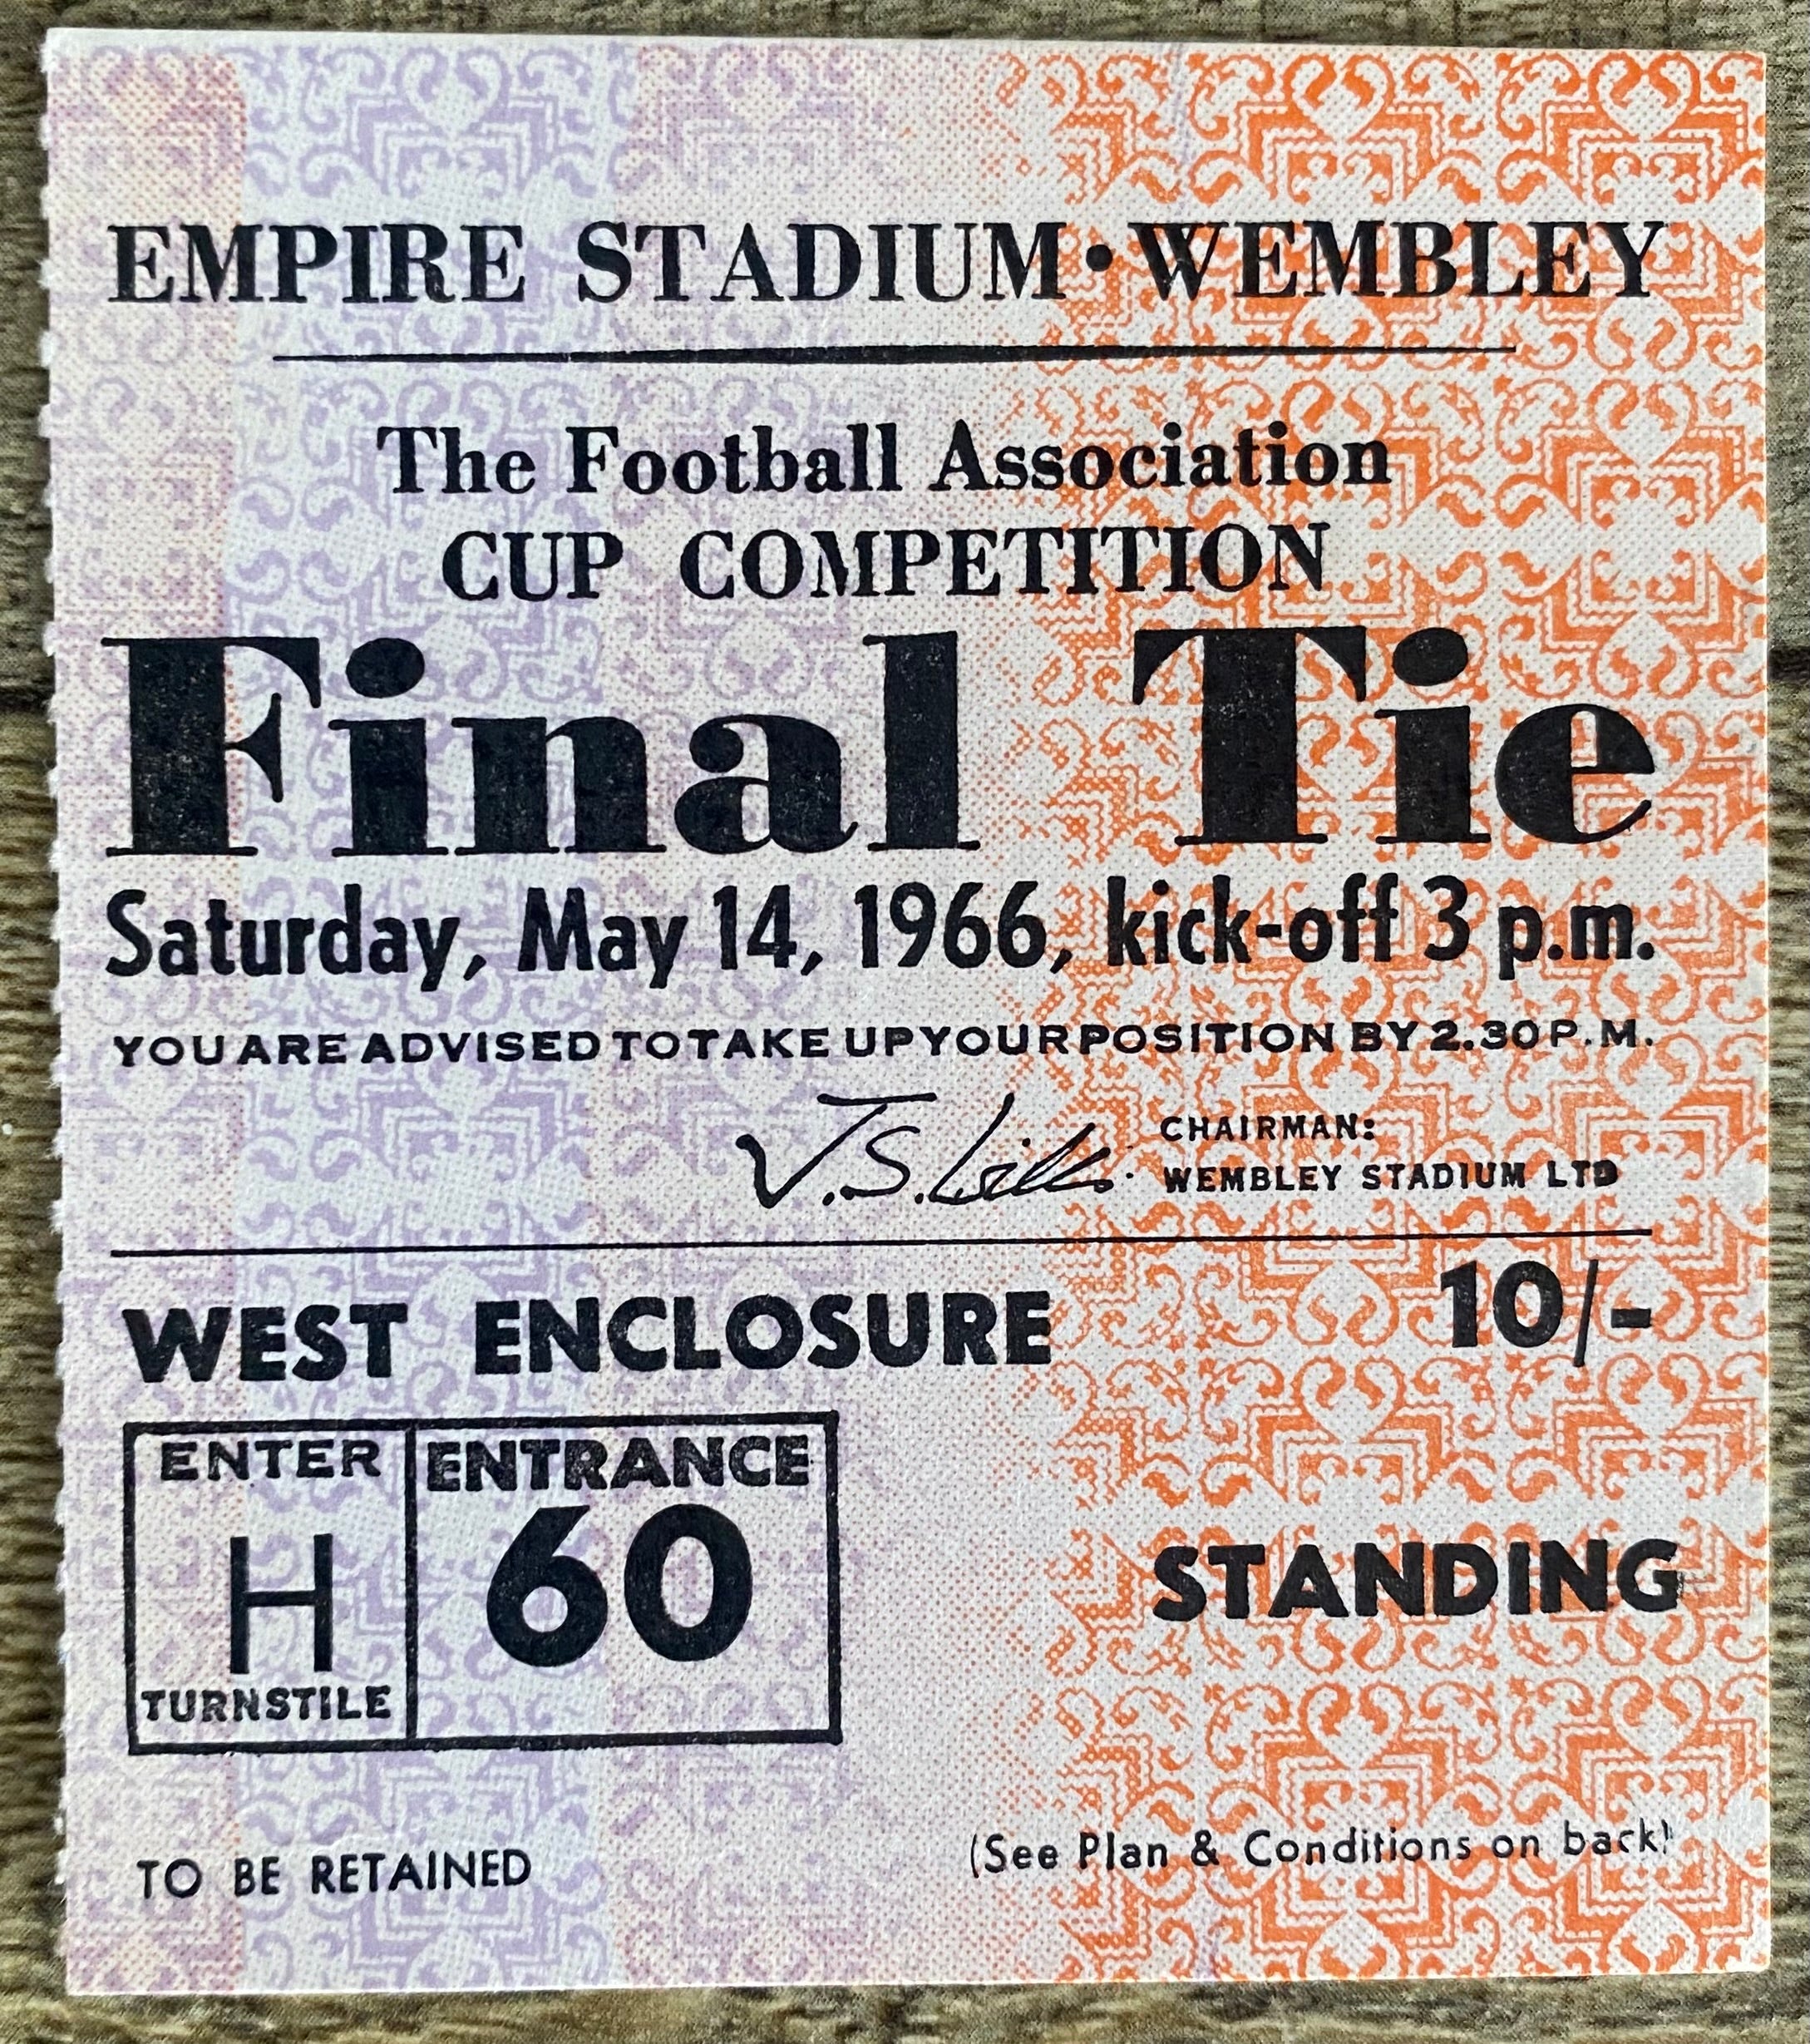 EMPIRE STADIUM • WEMBLEY
The Football Association
CUP COMPETITION
Final Tie
Saturday, May 14, 1966, kick-off 3 p.m.
YOU ARE ADVISED TO TAKE UP YOUR POSITION BY 2.30 P.M.
J.S. Wills.
CHAIRMAN:
WEMBLEY STADIUM LTD
WEST ENCLOSURE 10/-
ENTER
H
TURNSTILE
ENTRANCE
60
STANDING
TO BE RETAINED
(See Plan & Conditions on back)